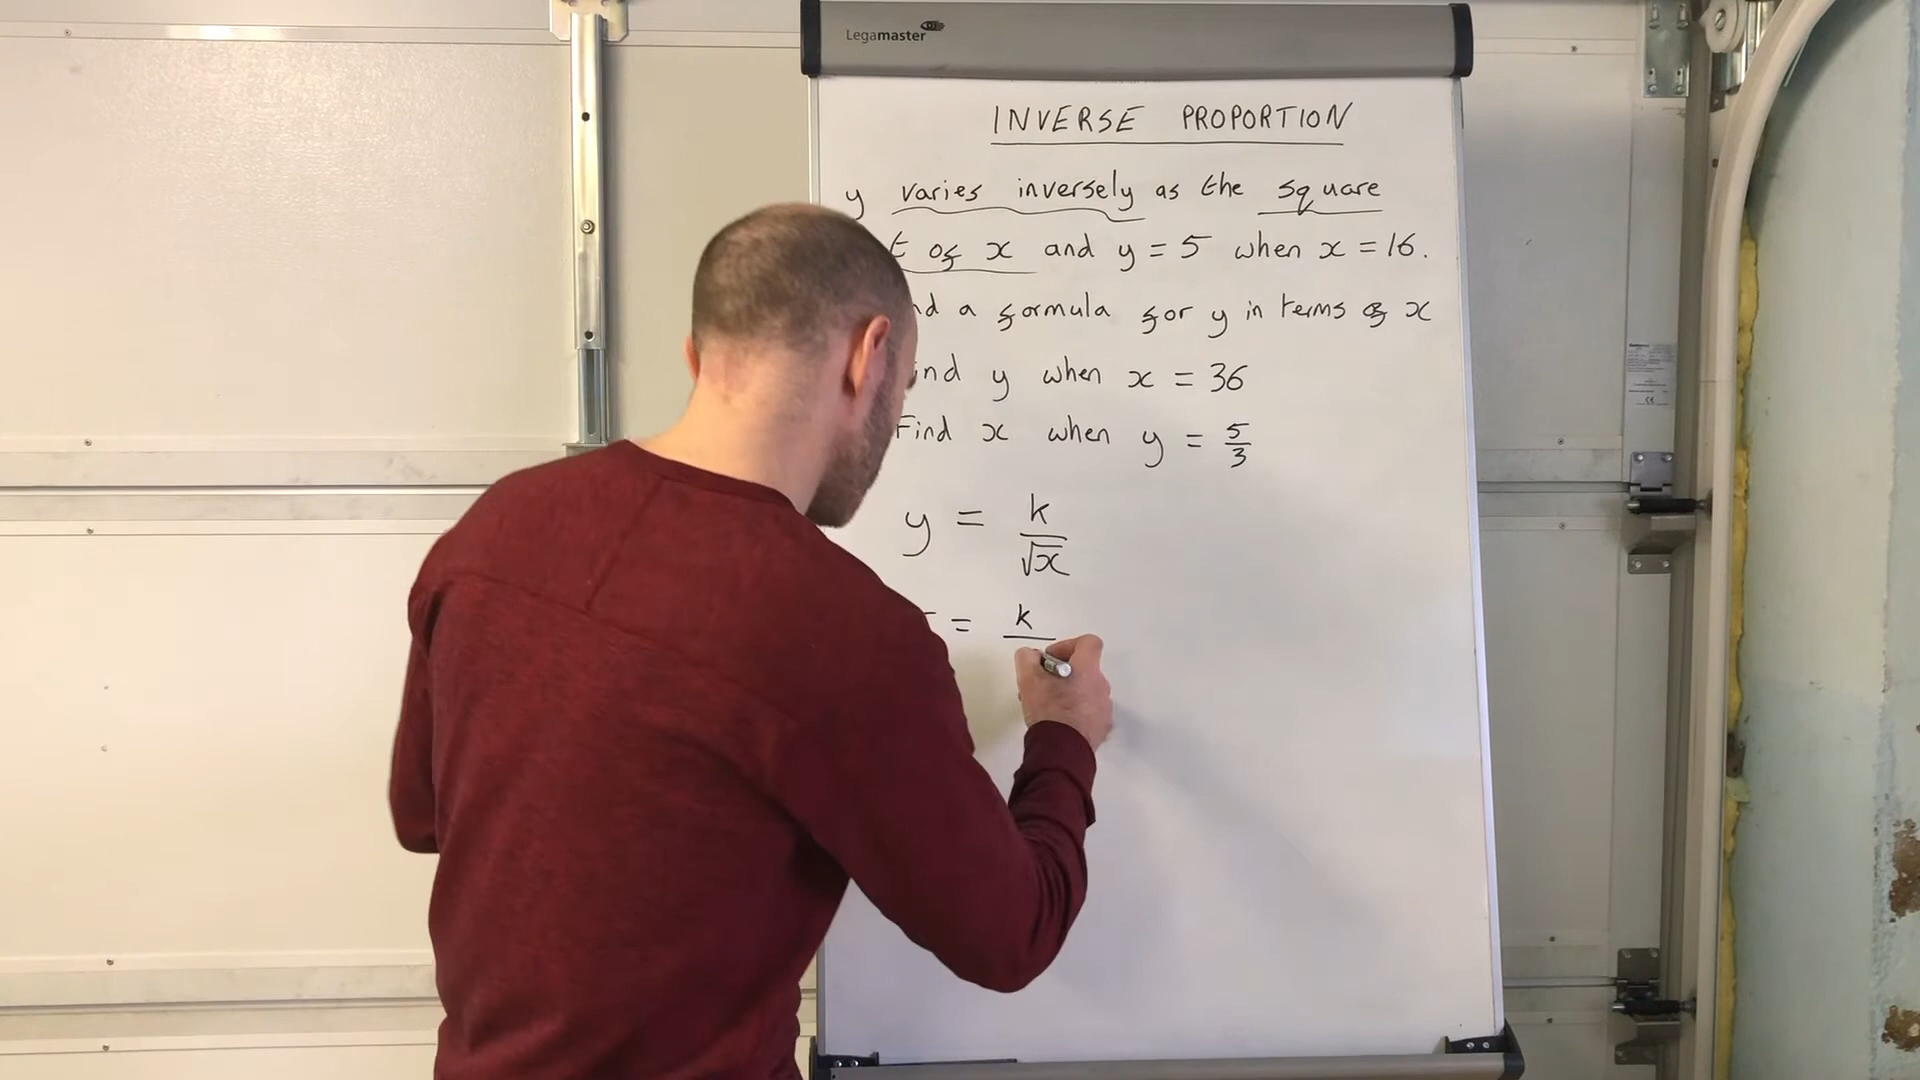 Legamaster
INVERSE PROPORTION
y varies inversely as the square
of x and y = 5 when x = 16.
a formula for y in terms of x
y when x = 36
Find x when y = 5/3
y = k/√x
= k